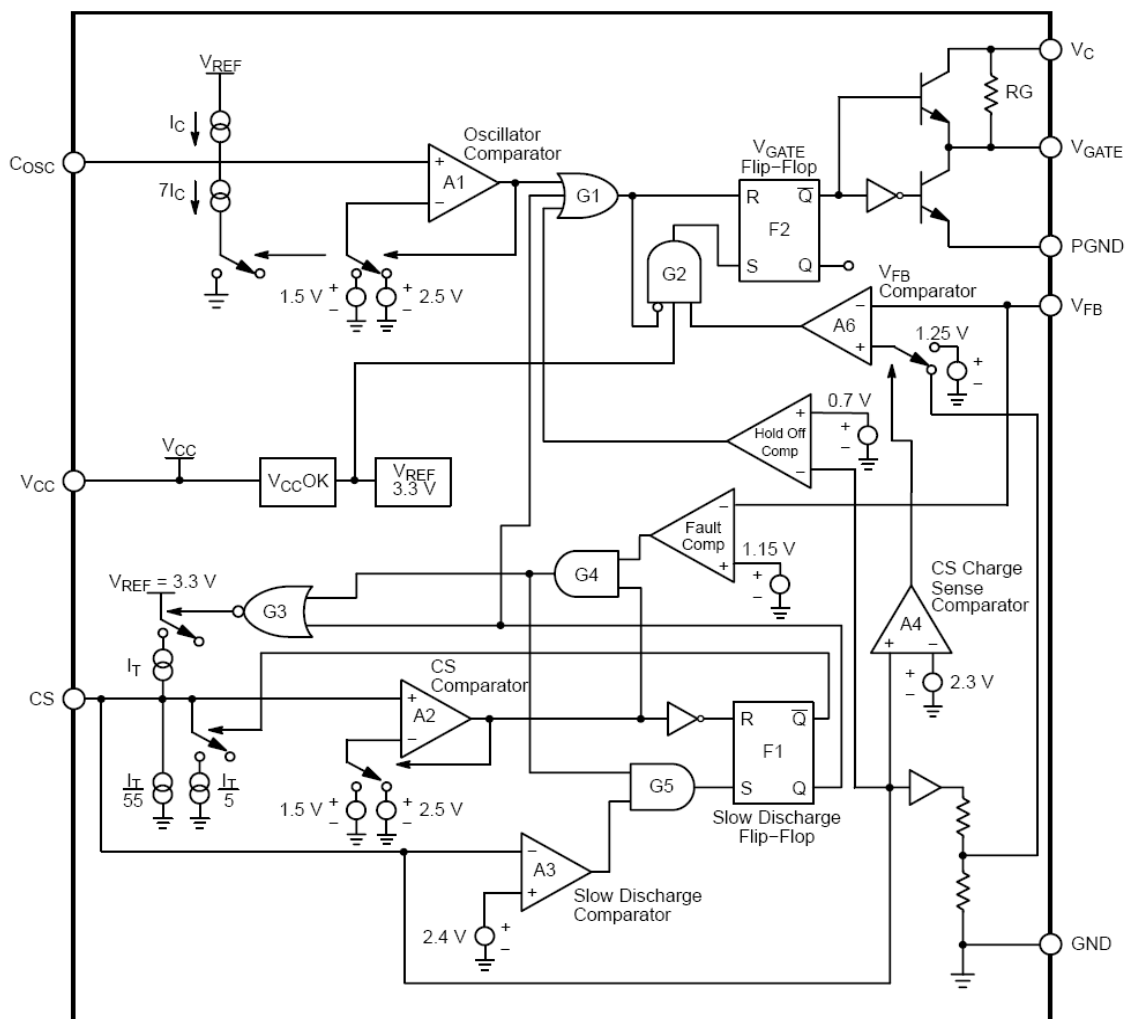 V_C
V_REF
RG
I_C
Oscillator
Comparator
V_GATE
Flip-Flop
C_OSC
A1
+
−
G1
R
Q̅
V_GATE
7I_C
F2
G2
S
Q
PGND
V_FB
Comparator
1.5 V
+
−
+
−
2.5 V
A6
−
+
V_FB
1.25 V
+
−
0.7 V
+
−
Hold Off
Comp
+
−
V_CC
V_CC
V_CCOK
V_REF
3.3 V
Fault
Comp
−
+
1.15 V
+
−
V_REF = 3.3 V
G3
G4
CS Charge
Sense
Comparator
A4
+
−
I_T
CS
Comparator
+
−
2.3 V
CS
A2
+
−
R
Q̅
F1
S
Q
G5
I_T
55
I_T
5
1.5 V
+
−
+
−
2.5 V
Slow Discharge
Flip-Flop
A3
−
+
Slow Discharge
Comparator
2.4 V
+
−
GND